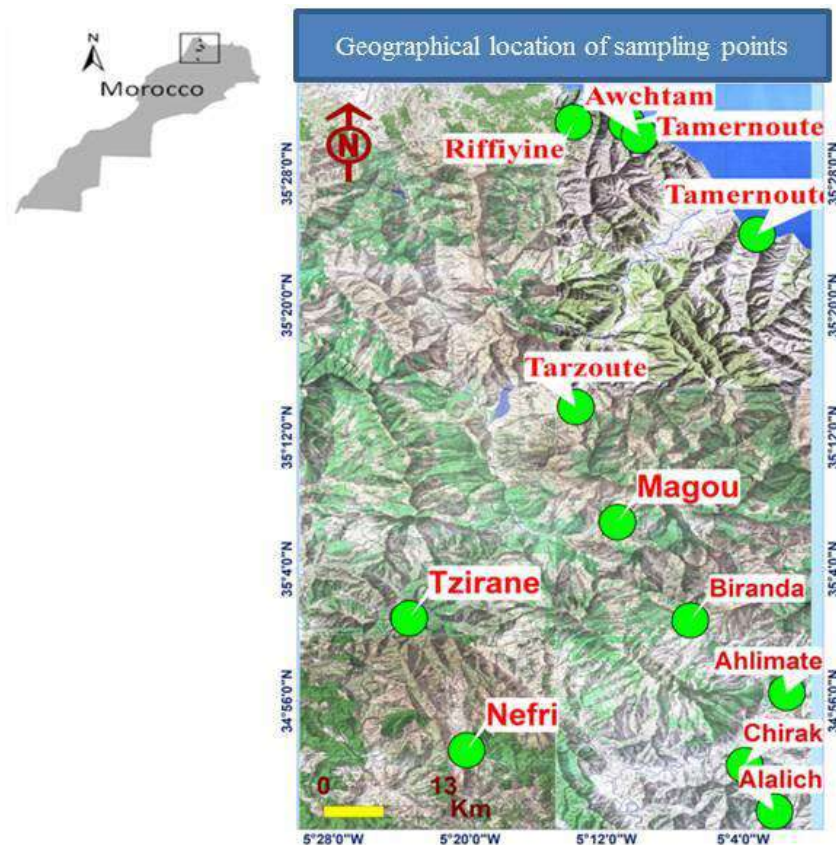 Geographical location of sampling points
N
3
Morocco
N
Awchtam
Tamernoute
Riffiyine
Tamernoute
Tarzoute
Magou
Tzirane
Biranda
Ahlimate
Nefri
Chirak
Alalich
0
13
Km
35°28'0"N
35°20'0"N
35°12'0"N
35°4'0"N
34°56'0"N
35°28'0"N
35°20'0"N
35°12'0"N
35°4'0"N
34°56'0"N
5°28'0"W
5°20'0"W
5°12'0"W
5°4'0"W